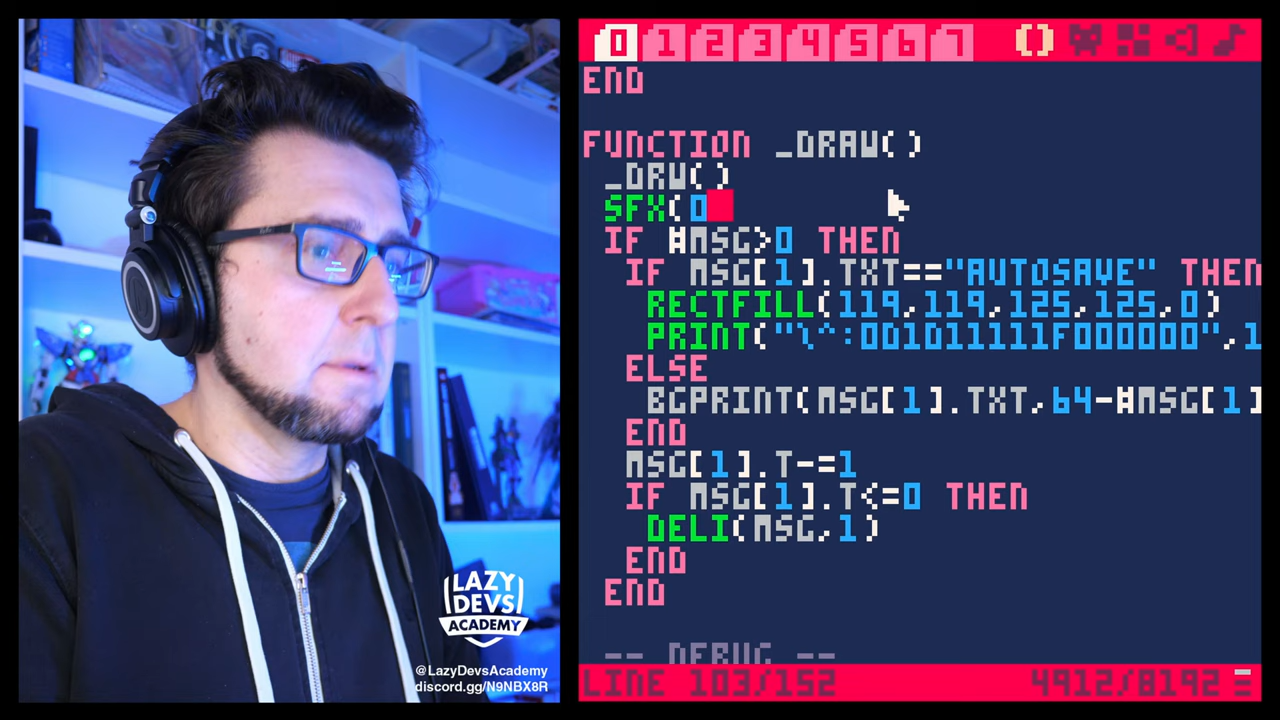 LAZY
DEVS
ACADEMY
@LazyDevsAcademy
discord.gg/N9NBX8R
0 1 2 3 4 5 6 7 ()
END
FUNCTION _DRAW()
_DRW()
SFX(0
IF #MSG>0 THEN
IF MSG[1].TXT=="AUTOSAVE" THEN
RECTFILL(119,119,125,125,0)
PRINT("\^:001011111F000000",1
ELSE
BGPRINT(MSG[1].TXT,64-#MSG[1]
END
MSG[1].T-=1
IF MSG[1].T<=0 THEN
DELI(MSG,1)
END
END
-- DEBUG --
LINE 103/152
4912/8192